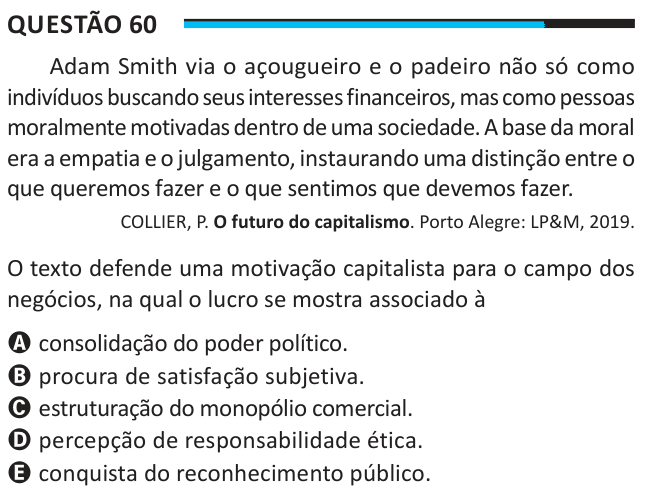 QUESTÃO 60
Adam Smith via o açougueiro e o padeiro não só como
indivíduos buscando seus interesses financeiros, mas como pessoas
moralmente motivadas dentro de uma sociedade. A base da moral
era a empatia e o julgamento, instaurando uma distinção entre o
que queremos fazer e o que sentimos que devemos fazer.
COLLIER, P. O futuro do capitalismo. Porto Alegre: LP&M, 2019.
O texto defende uma motivação capitalista para o campo dos
negócios, na qual o lucro se mostra associado à
A consolidação do poder político.
B procura de satisfação subjetiva.
C estruturação do monopólio comercial.
D percepção de responsabilidade ética.
E conquista do reconhecimento público.